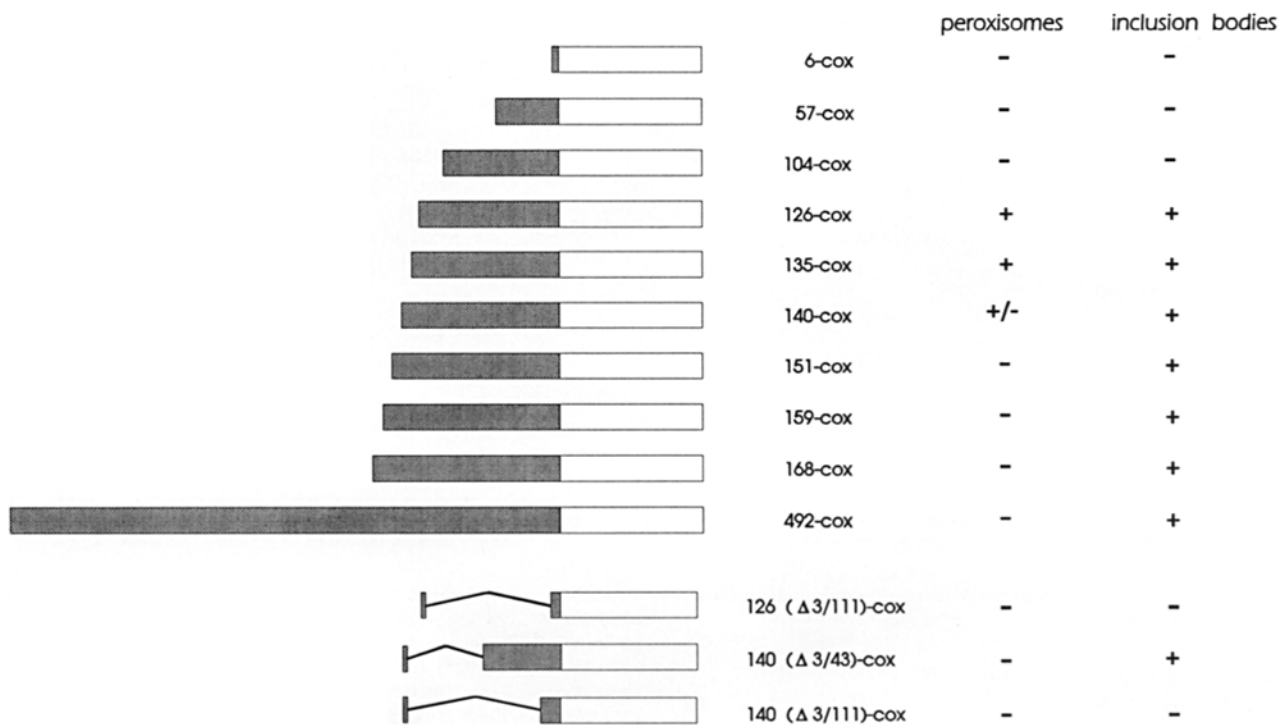 peroxisomes inclusion bodies
6-cox - -
57-cox - -
104-cox - -
126-cox + +
135-cox + +
140-cox +/- +
151-cox - +
159-cox - +
168-cox - +
492-cox - +
126 (Δ3/111)-cox - -
140 (Δ3/43)-cox - +
140 (Δ3/111)-cox - -